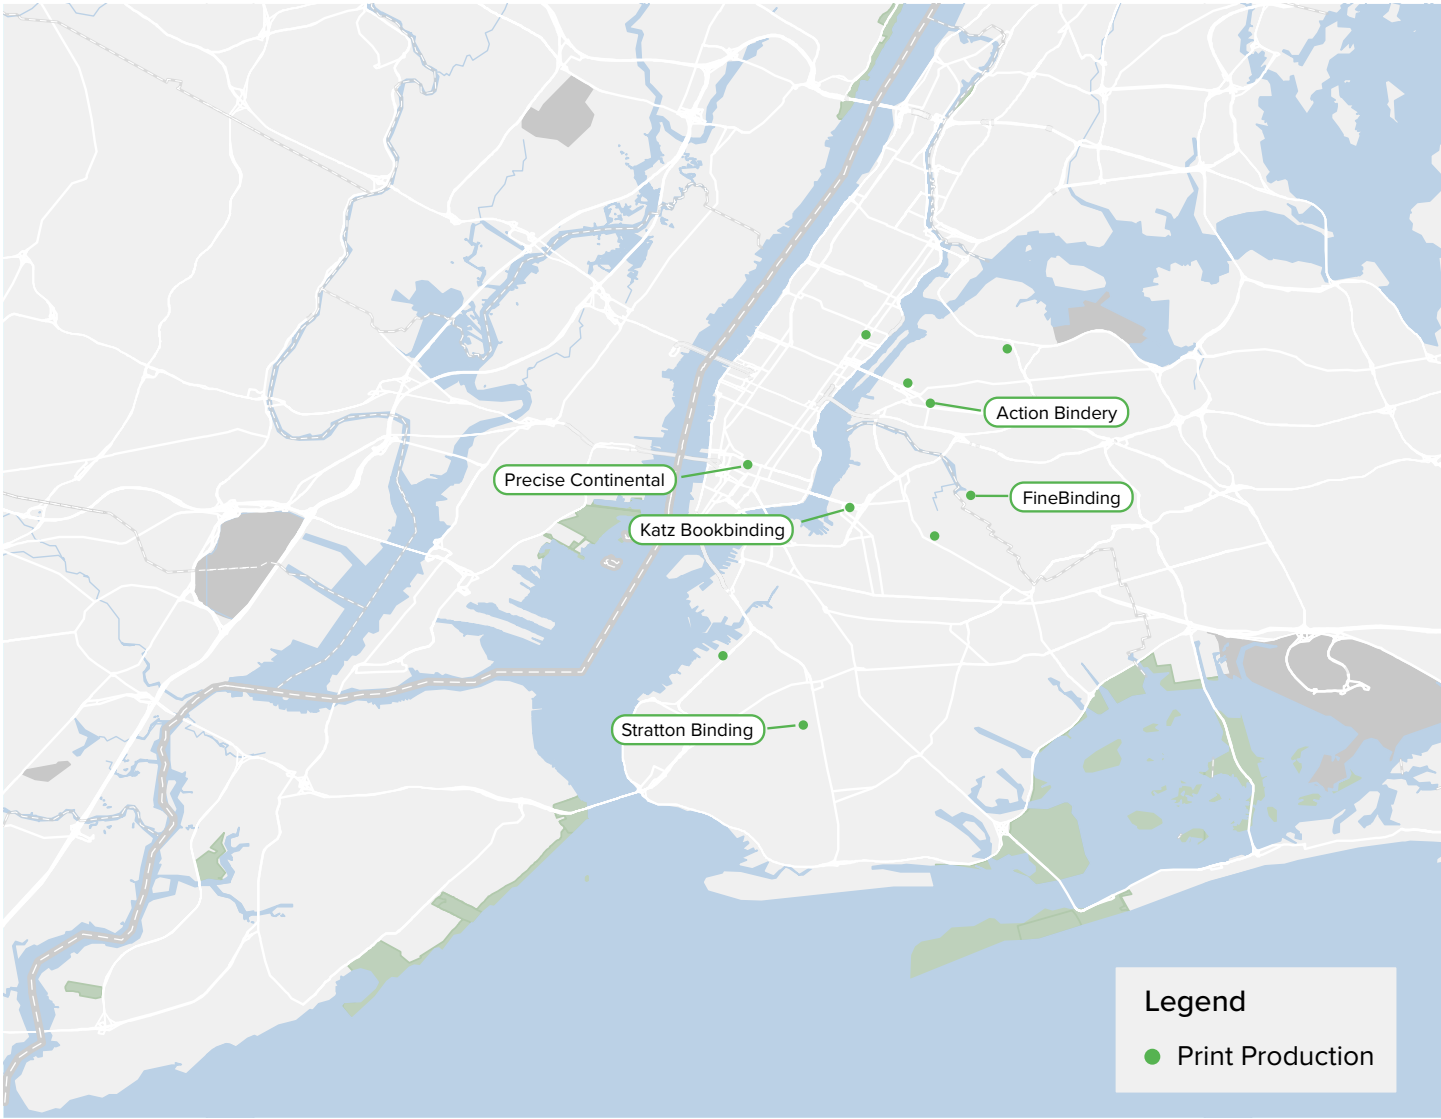 Action Bindery
Precise Continental
FineBinding
Katz Bookbinding
Stratton Binding
Legend
Print Production